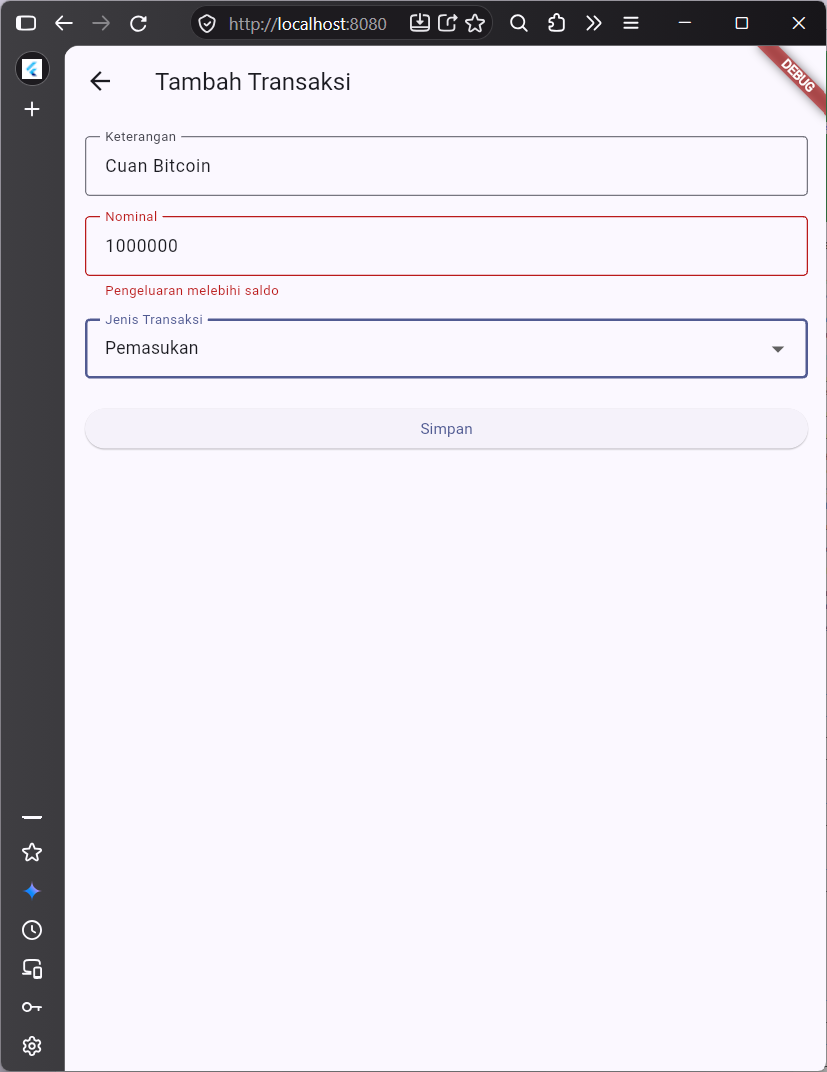 http://localhost:8080
Tambah Transaksi
DEBUG
Keterangan
Cuan Bitcoin
Nominal
1000000
Pengeluaran melebihi saldo
Jenis Transaksi
Pemasukan
Simpan